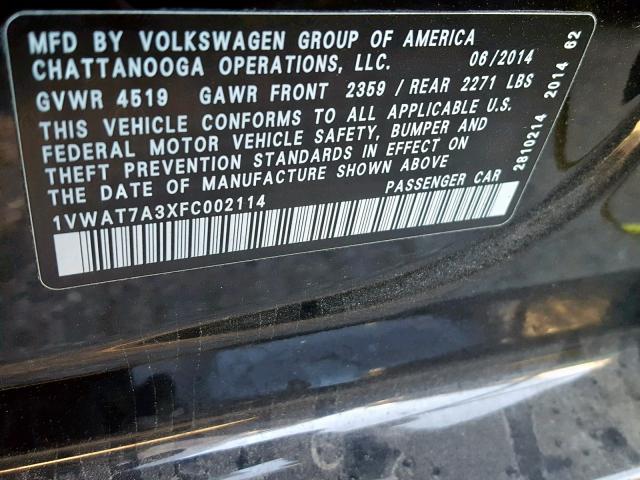 MFD BY VOLKSWAGEN GROUP OF AMERICA
CHATTANOOGA OPERATIONS, LLC. 06/2014
GVWR 4519 GAWR FRONT 2359 / REAR 2271 LBS
THIS VEHICLE CONFORMS TO ALL APPLICABLE U.S.
FEDERAL MOTOR VEHICLE SAFETY, BUMPER AND
THEFT PREVENTION STANDARDS IN EFFECT ON
THE DATE OF MANUFACTURE SHOWN ABOVE
1VWAT7A3XFC002114 PASSENGER CAR
2810214 2014 62